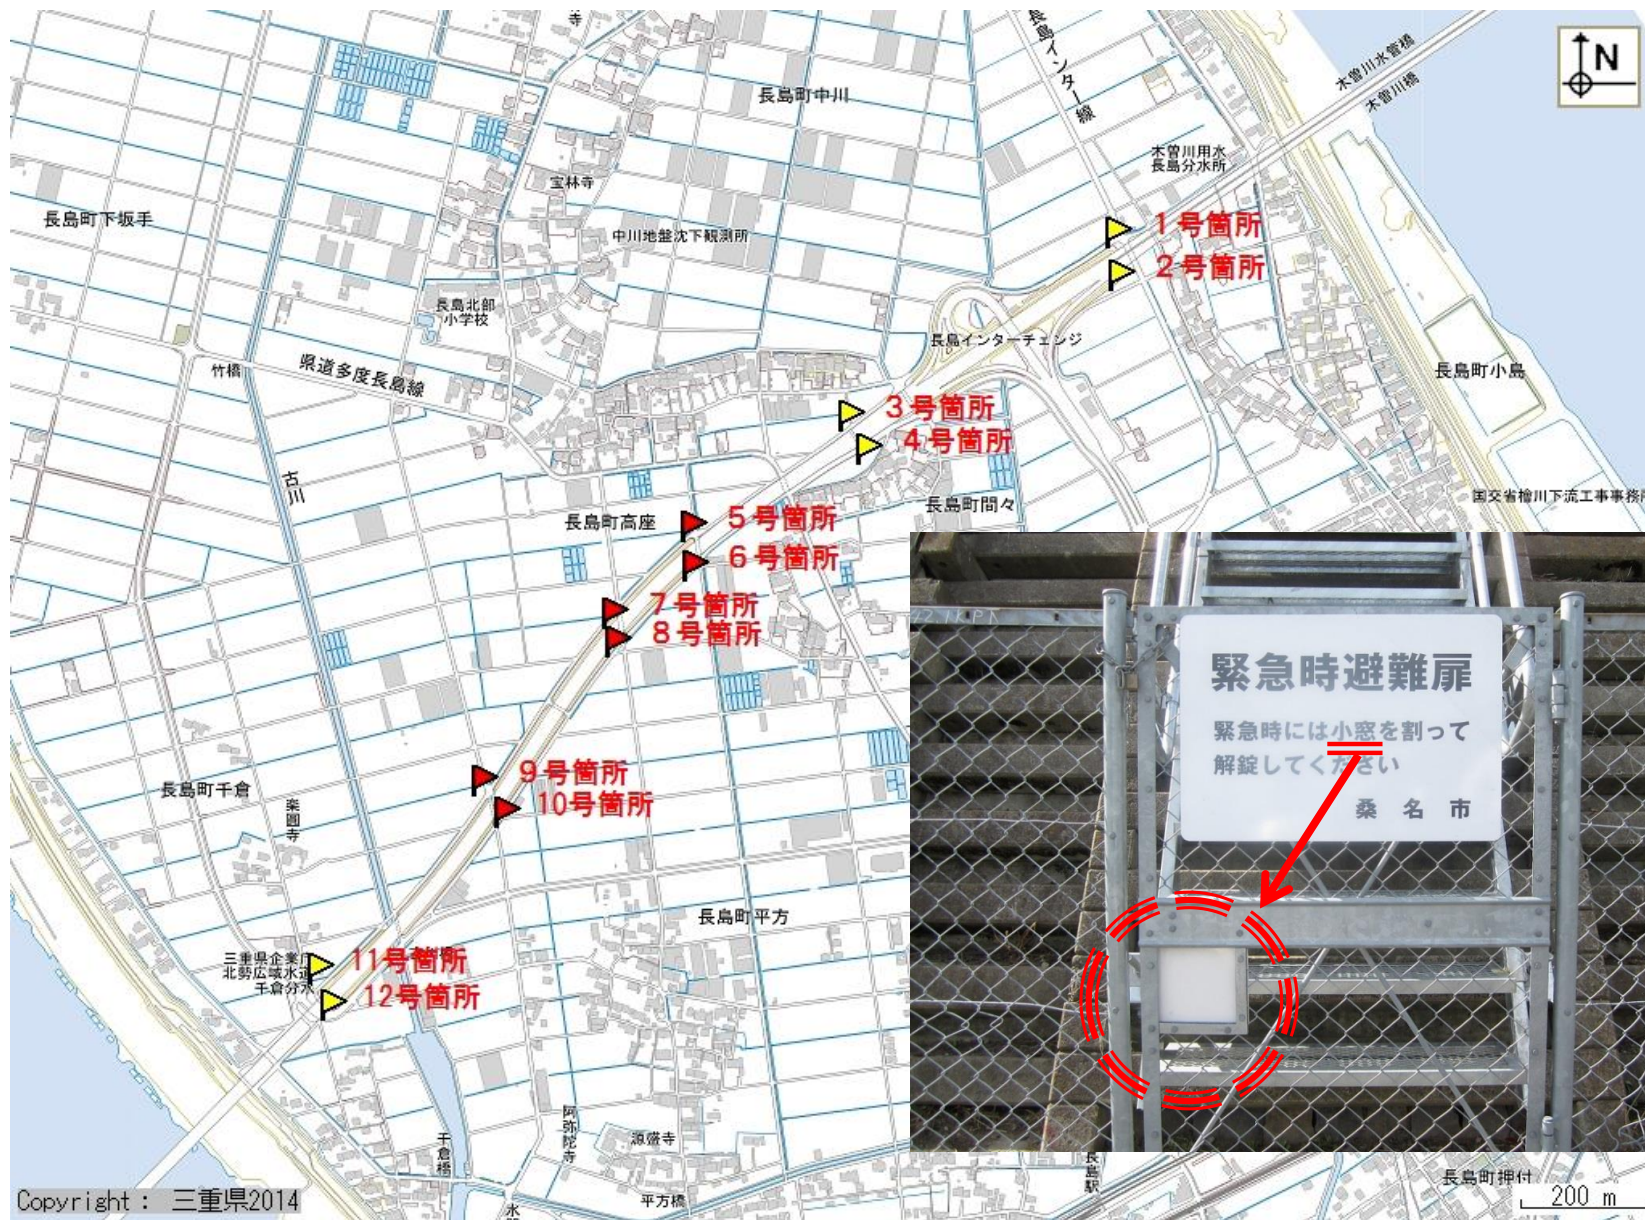 寺
長島インター線
木曽川水管橋
木曽川橋
N
長島町中川
木曽川用水
長島分水所
宝林寺
長島町下坂手
中川地盤沈下観測所
1号箇所
2号箇所
長島北部
小学校
長島インターチェンジ
竹橋
県道多度長島線
長島町小島
3号箇所
4号箇所
古川
長島町間々
長島町高座
5号箇所
6号箇所
7号箇所
8号箇所
9号箇所
10号箇所
長島町千倉
楽圓寺
長島町平方
三重県企業庁
北勢広域水道
千倉分水
11号箇所
12号箇所
緊急時避難扉
緊急時には小窓を割って
解錠してください
桑名市
阿弥陀寺
源盛寺
千倉橋
平方橋
長島駅
長島町押付
200 m
Copyright : 三重県2014